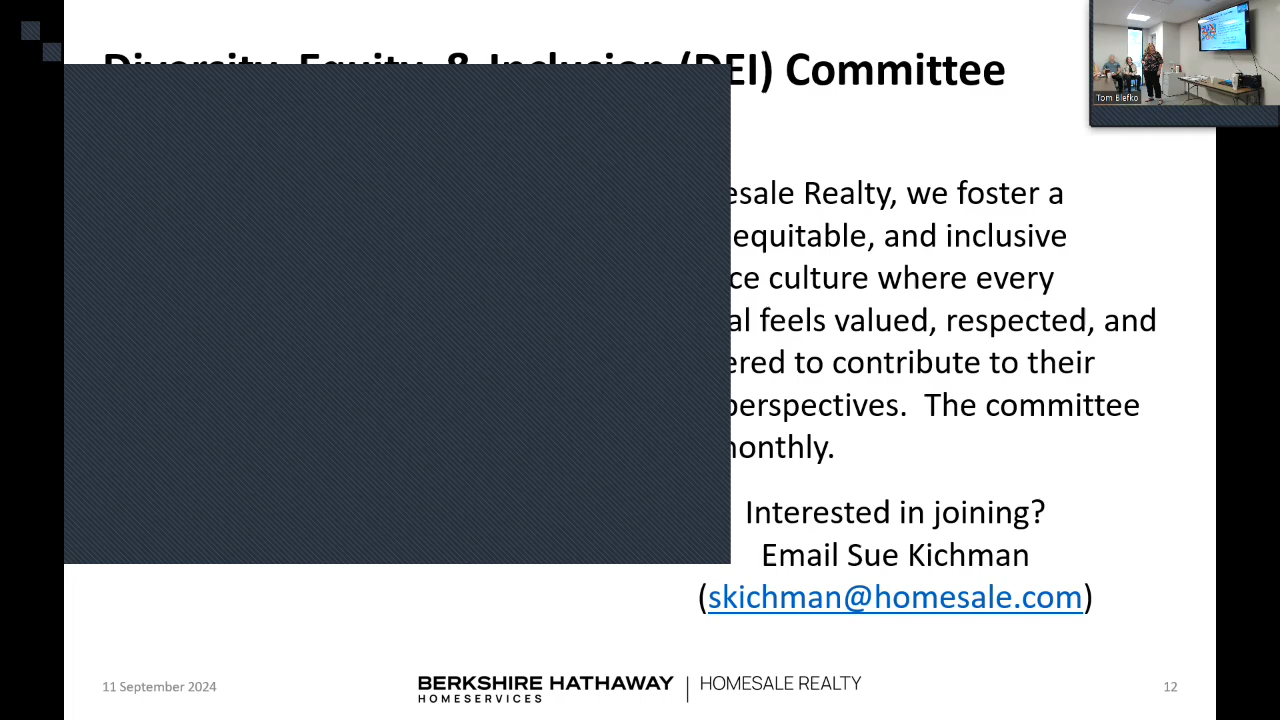 Diversity, Equity, & Inclusion (DEI) Committee
Tom Blefko
esale Realty, we foster a
equitable, and inclusive
ce culture where every
al feels valued, respected, and
ered to contribute to their
perspectives. The committee
monthly.
Interested in joining?
Email Sue Kichman
(skichman@homesale.com)
11 September 2024
BERKSHIRE HATHAWAY
HOMESERVICES
HOMESALE REALTY
12